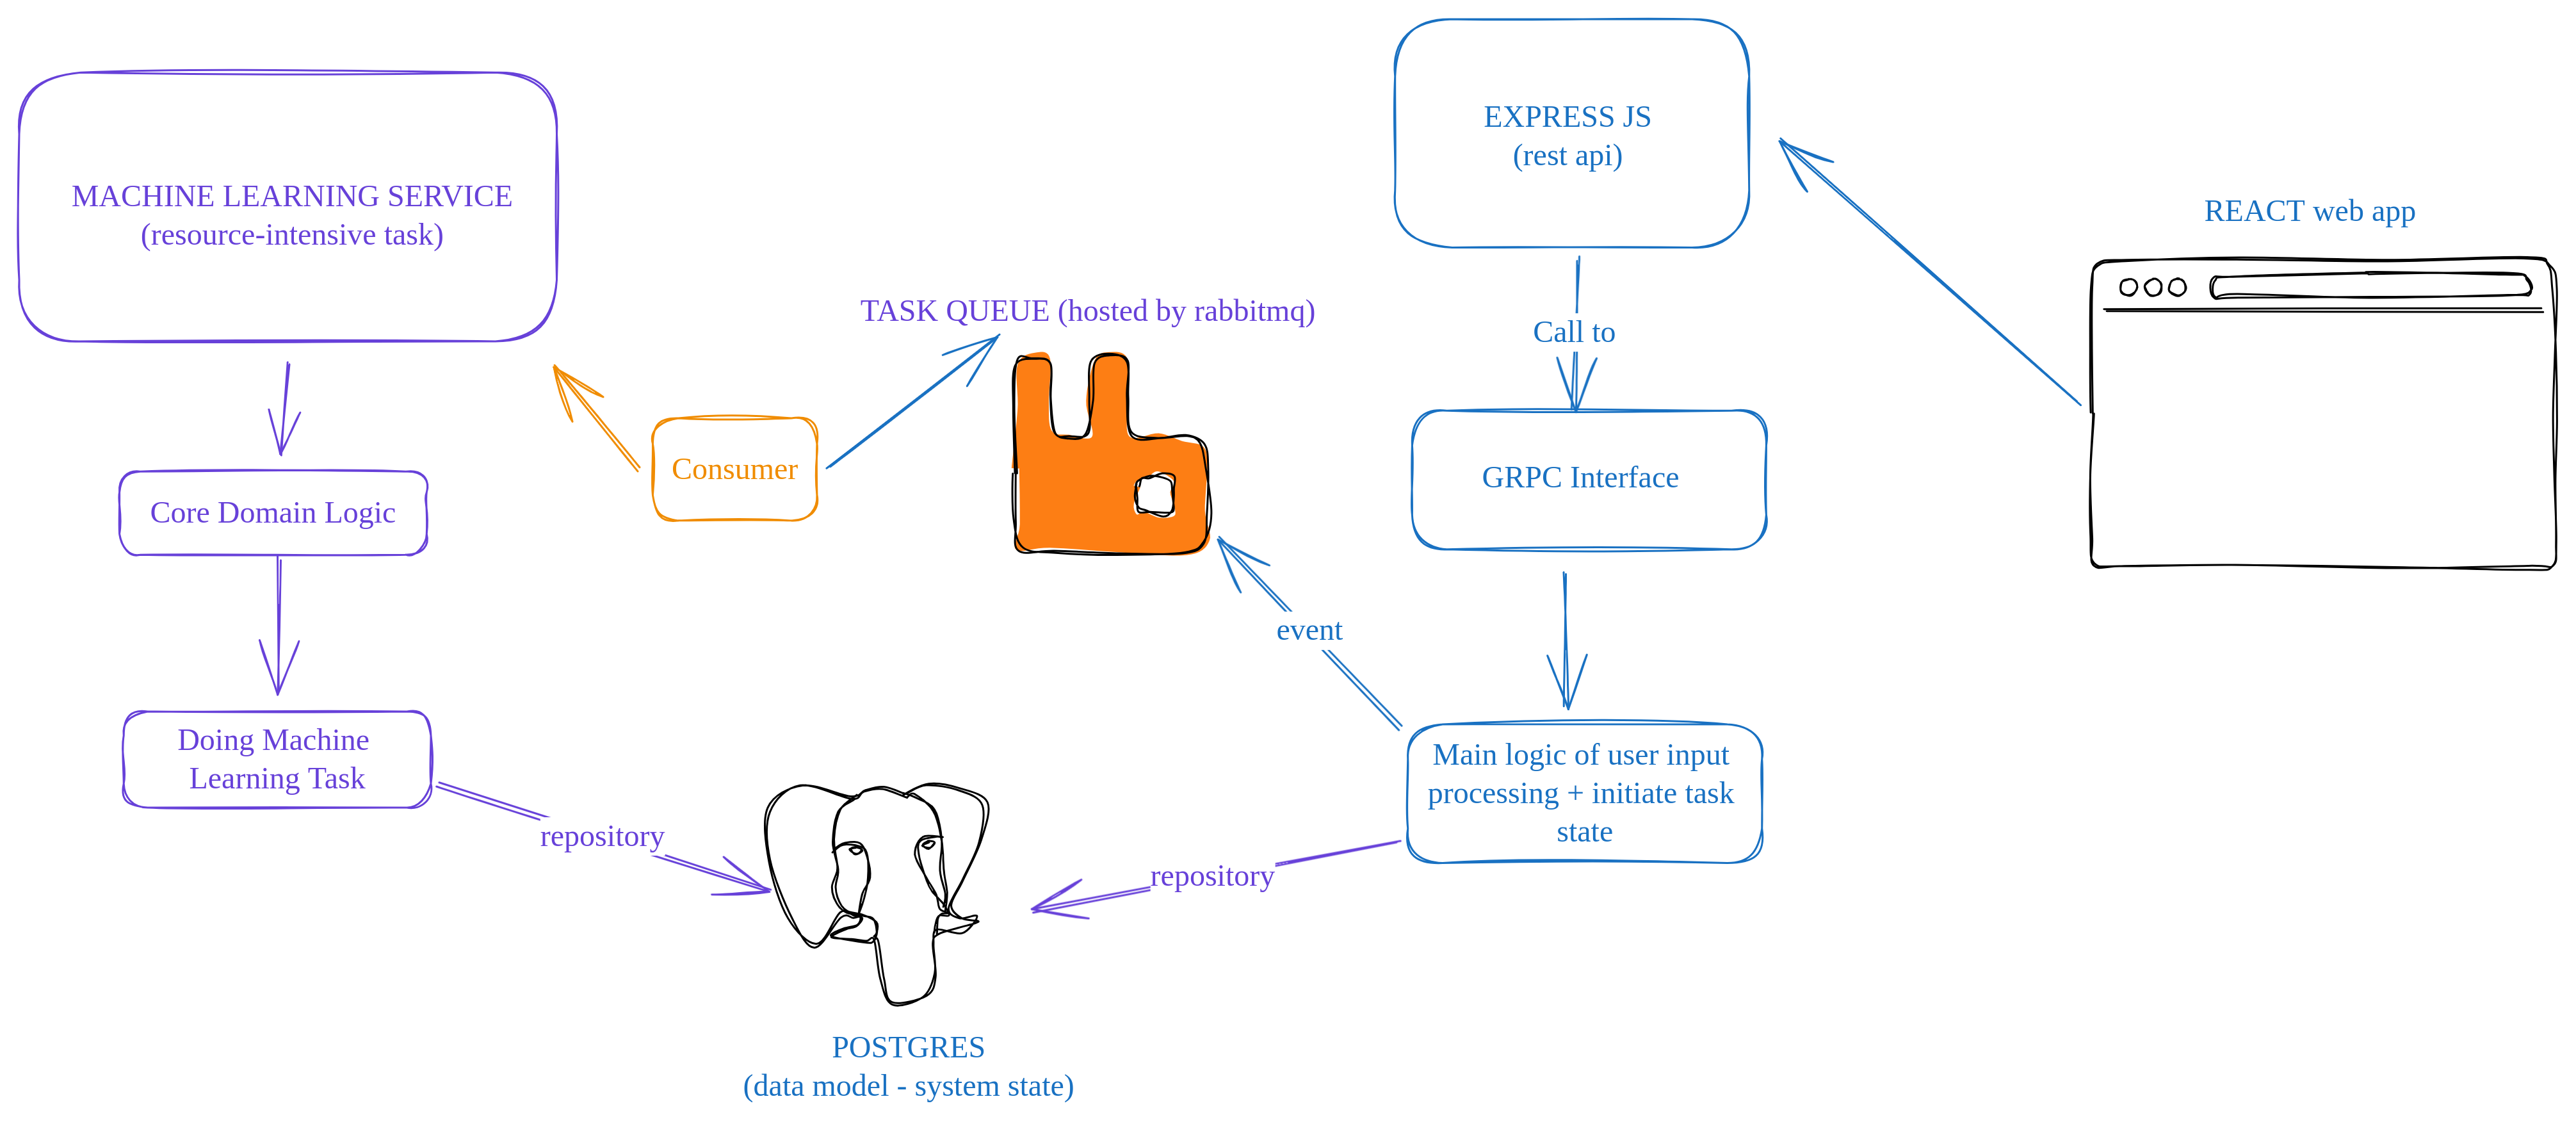 EXPRESS JS
(rest api)
MACHINE LEARNING SERVICE
(resource-intensive task)
REACT web app
TASK QUEUE (hosted by rabbitmq)
Call to
Consumer
GRPC Interface
Core Domain Logic
event
Doing Machine
Learning Task
Main logic of user input
processing + initiate task
state
repository
repository
POSTGRES
(data model - system state)